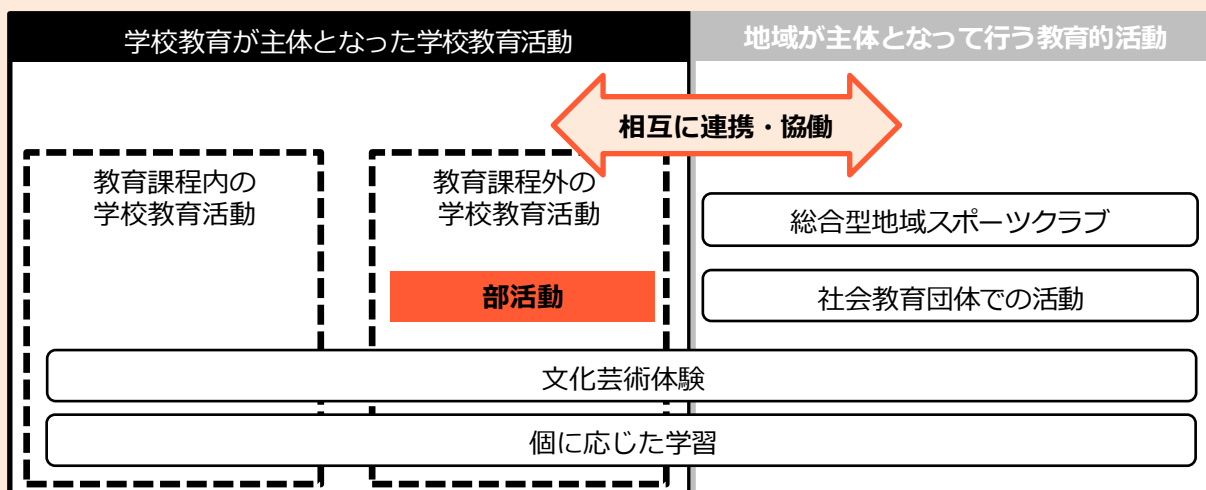 学校教育が主体となった学校教育活動
地域が主体となって行う教育的活動
相互に連携・協働
教育課程内の
学校教育活動
教育課程外の
学校教育活動
部活動
総合型地域スポーツクラブ
社会教育団体での活動
文化芸術体験
個に応じた学習